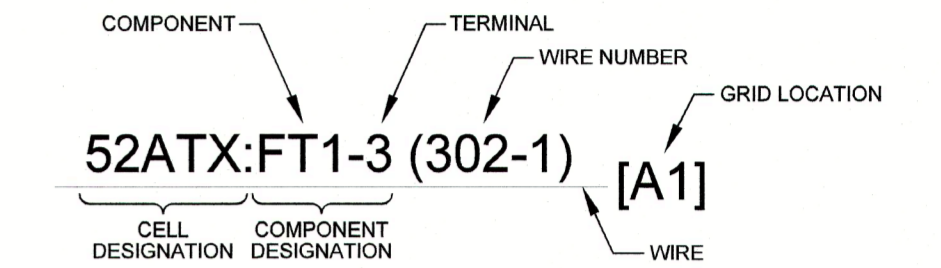 COMPONENT
TERMINAL
WIRE NUMBER
GRID LOCATION
52ATX:FT1-3 (302-1)
[A1]
CELL
DESIGNATION
COMPONENT
DESIGNATION
WIRE